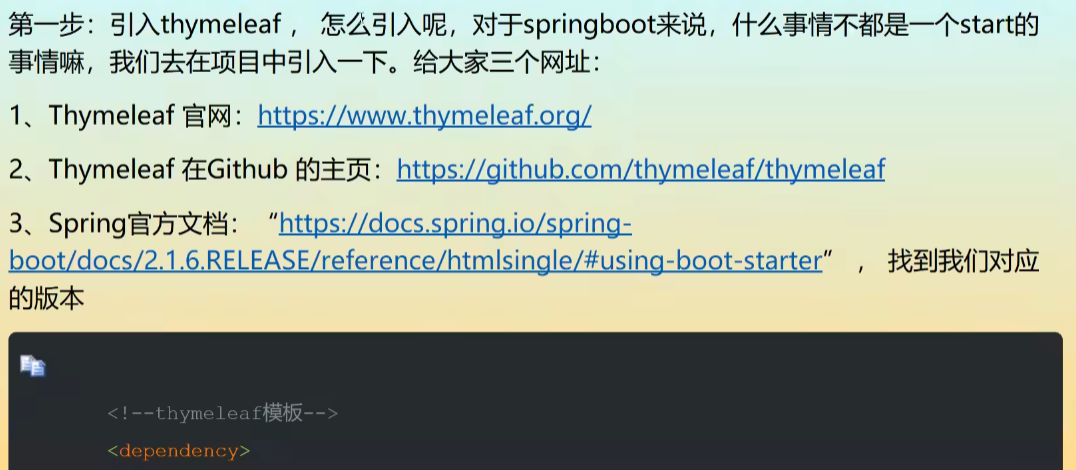 第一步：引入thymeleaf ， 怎么引入呢，对于springboot来说，什么事情不都是一个start的
事情嘛，我们去在项目中引入一下。给大家三个网址：
1、Thymeleaf 官网：https://www.thymeleaf.org/
2、Thymeleaf 在Github 的主页：https://github.com/thymeleaf/thymeleaf
3、Spring官方文档：“https://docs.spring.io/spring-
boot/docs/2.1.6.RELEASE/reference/htmlsingle/#using-boot-starter” ， 找到我们对应
的版本
<!--thymeleaf模板-->
<dependency>